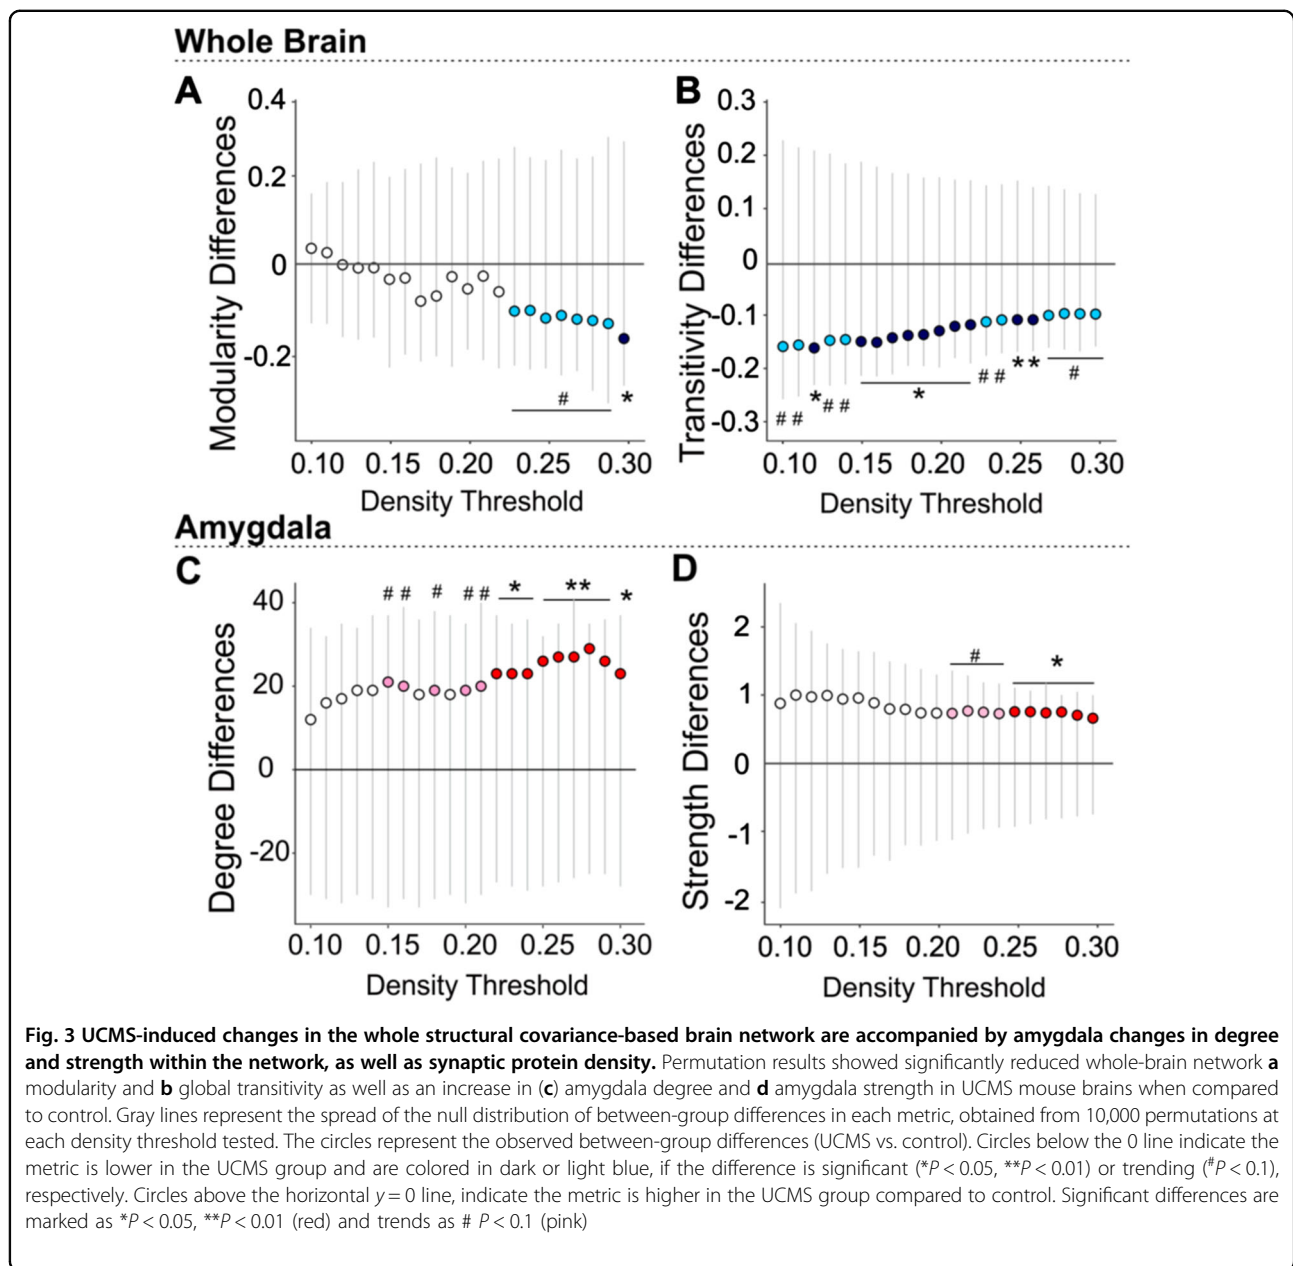 Whole Brain
A
B
0.4
0.2
0
-0.2
Modularity Differences
#
*
0.10 0.15 0.20 0.25 0.30
Density Threshold
0.3
0.2
0.1
0
-0.1
-0.2
-0.3
Transitivity Differences
# #
*
# #
*
# #
* *
#
0.10 0.15 0.20 0.25 0.30
Density Threshold
Amygdala
C
D
40
20
0
-20
Degree Differences
# #
#
# #
*
**
*
0.10 0.15 0.20 0.25 0.30
Density Threshold
2
1
0
-1
-2
Strength Diferences
#
*
0.10 0.15 0.20 0.25 0.30
Density Threshold
Fig. 3 UCMS-induced changes in the whole structural covariance-based brain network are accompanied by amygdala changes in degree
and strength within the network, as well as synaptic protein density. Permutation results showed significantly reduced whole-brain network a
modularity and b global transitivity as well as an increase in (c) amygdala degree and d amygdala strength in UCMS mouse brains when compared
to control. Gray lines represent the spread of the null distribution of between-group differences in each metric, obtained from 10,000 permutations at
each density threshold tested. The circles represent the observed between-group differences (UCMS vs. control). Circles below the 0 line indicate the
metric is lower in the UCMS group and are colored in dark or light blue, if the difference is significant (*P < 0.05, **P < 0.01) or trending (#P < 0.1),
respectively. Circles above the horizontal y = 0 line, indicate the metric is higher in the UCMS group compared to control. Significant differences are
marked as *P < 0.05, **P < 0.01 (red) and trends as # P < 0.1 (pink)